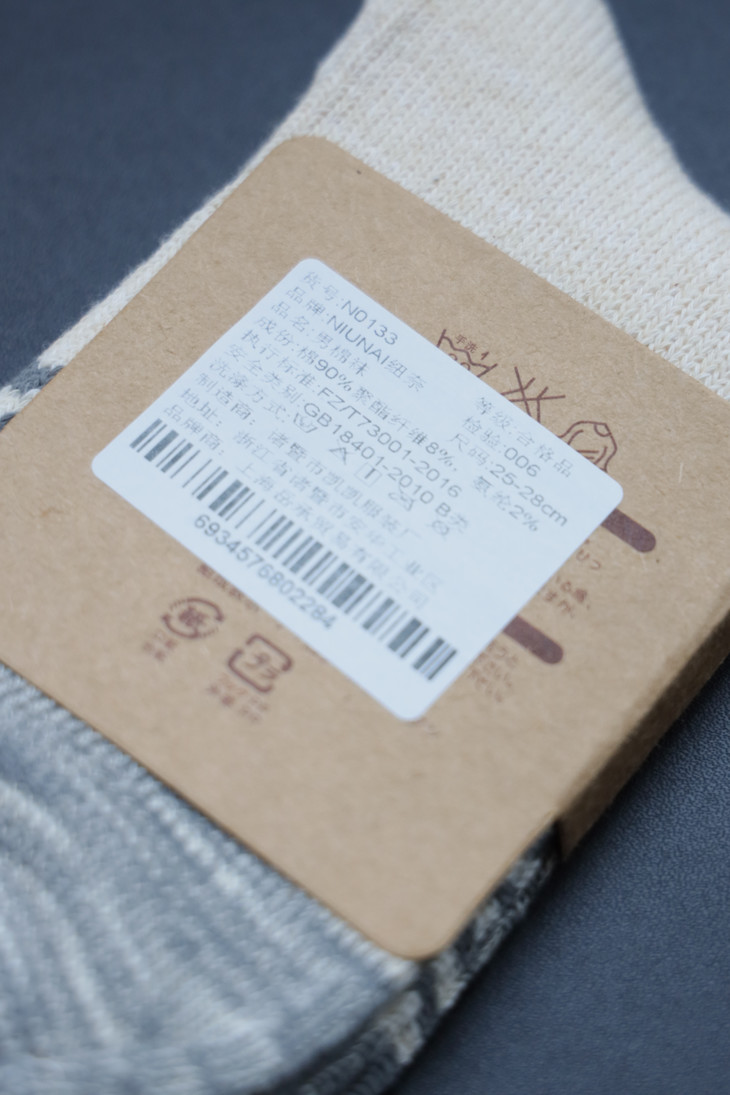 货号:N0133
品牌:NIUNAI纽奈
品名:男棉袜
等级:合格品
检验:006
尺码:25-28cm
成份:棉90% 聚酯纤维8%, 氨纶2%
执行标准:FZ/T73001-2016
安全类别:GB18401-2010 B类
洗涤方式:
制造商: 诸暨市凯凯服装厂
地址: 浙江省诸暨市安华工业区
品牌商: 上海
贸易有限公司
6934576802284
手洗
紙
プラ